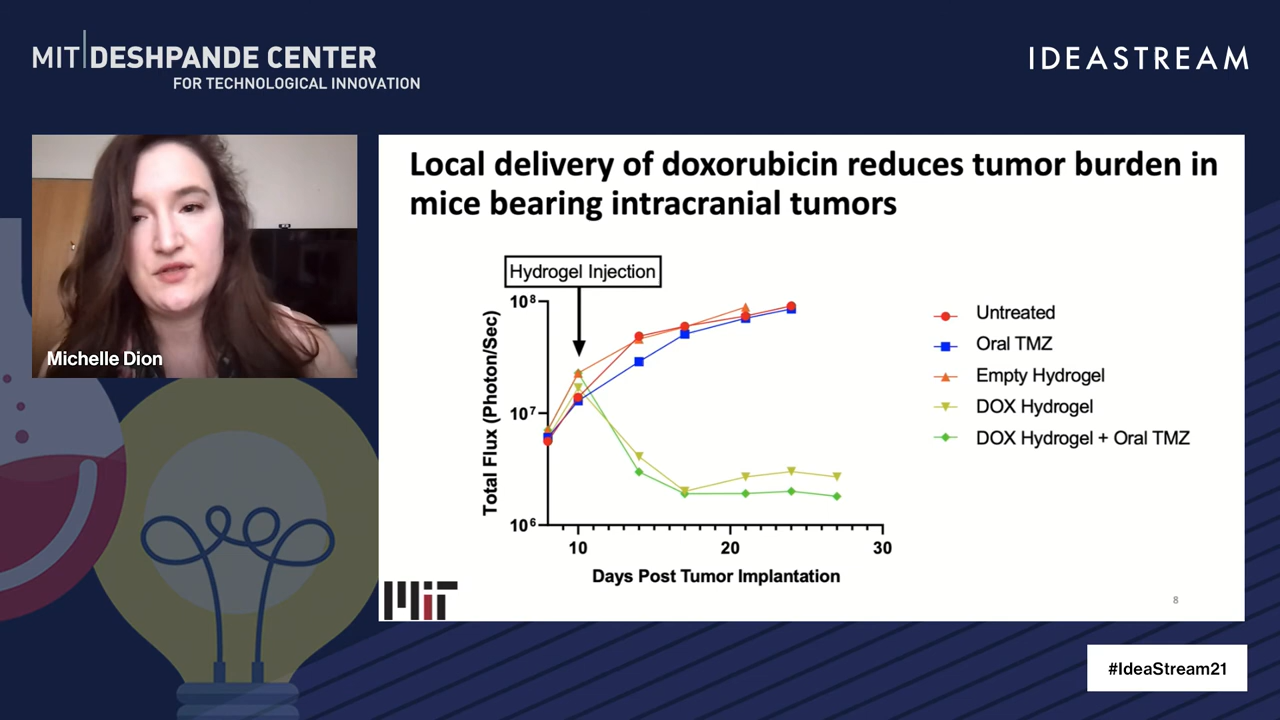 MIT DESHPANDE CENTER
FOR TECHNOLOGICAL INNOVATION
IDEASTREAM
Michelle Dion
Local delivery of doxorubicin reduces tumor burden in
mice bearing intracranial tumors
Hydrogel Injection
Total Flux (Photon/Sec)
10⁸
10⁷
10⁶
10 20 30
Days Post Tumor Implantation
Untreated
Oral TMZ
Empty Hydrogel
DOX Hydrogel
DOX Hydrogel + Oral TMZ
MIT
8
#IdeaStream21